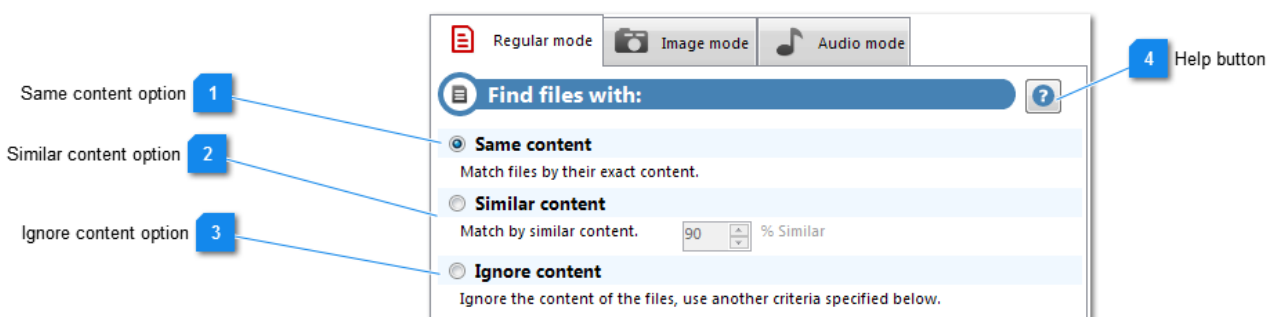 Regular mode
Image mode
Audio mode
4 Help button
Find files with:
?
Same content option 1
Same content
Match files by their exact content.
Similar content option 2
Similar content
Match by similar content. 90 % Similar
Ignore content option 3
Ignore content
Ignore the content of the files, use another criteria specified below.